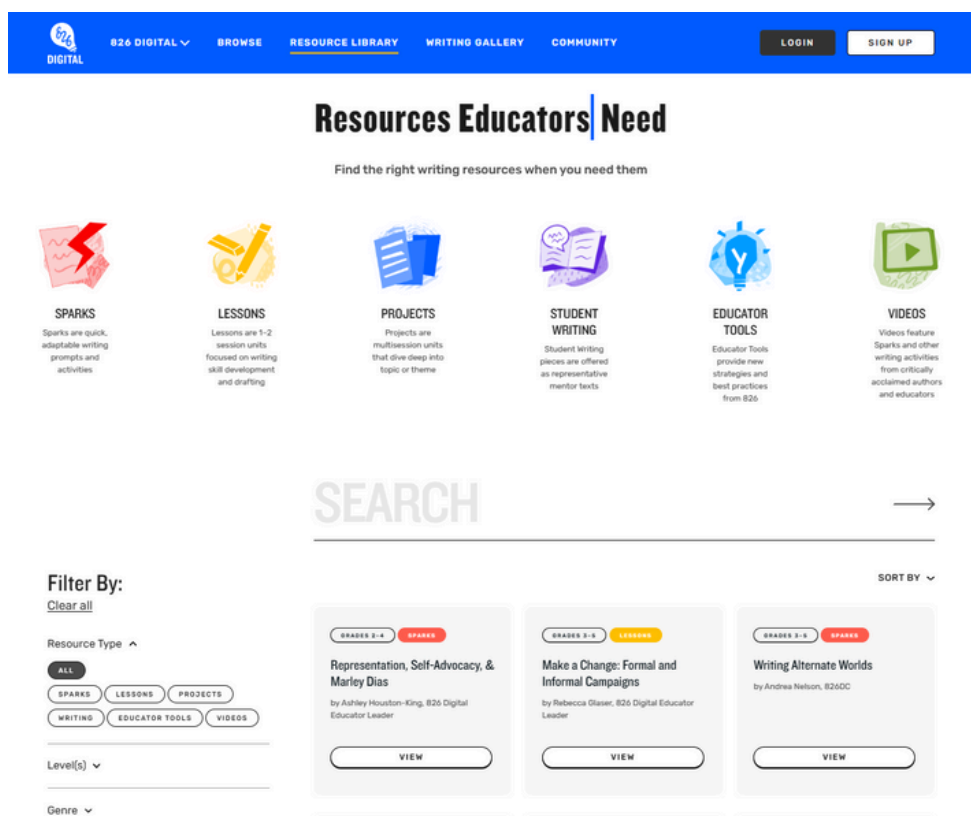 826
DIGITAL
826 DIGITAL
BROWSE
RESOURCE LIBRARY
WRITING GALLERY
COMMUNITY
LOGIN
SIGN UP
Resources Educators Need
Find the right writing resources when you need them
SPARKS
Sparks are quick,
adaptable writing
prompts and
activities
LESSONS
Lessons are 1-2
session units
focused on writing
skill development
and drafting
PROJECTS
Projects are
multisession units
that dive deep into
topic or theme
STUDENT
WRITING
Student Writing
pieces are offered
as representative
mentor texts
EDUCATOR
TOOLS
Educator Tools
provide new
strategies and
best practices
from 826
VIDEOS
Videos feature
Sparks and other
writing activities
from critically
acclaimed authors
and educators
SEARCH
Filter By:
Clear all
Resource Type
ALL
SPARKS
LESSONS
PROJECTS
WRITING
EDUCATOR TOOLS
VIDEOS
Level(s)
Genre
SORT BY
GRADES 2-4
SPARKS
Representation, Self-Advocacy, &
Marley Dias
by Ashley Houston-King, 826 Digital
Educator Leader
VIEW
GRADES 3-5
LESSONS
Make a Change: Formal and
Informal Campaigns
by Rebecca Glaser, 826 Digital Educator
Leader
VIEW
GRADES 3-5
SPARKS
Writing Alternate Worlds
by Andrea Nelson, 826DC
VIEW